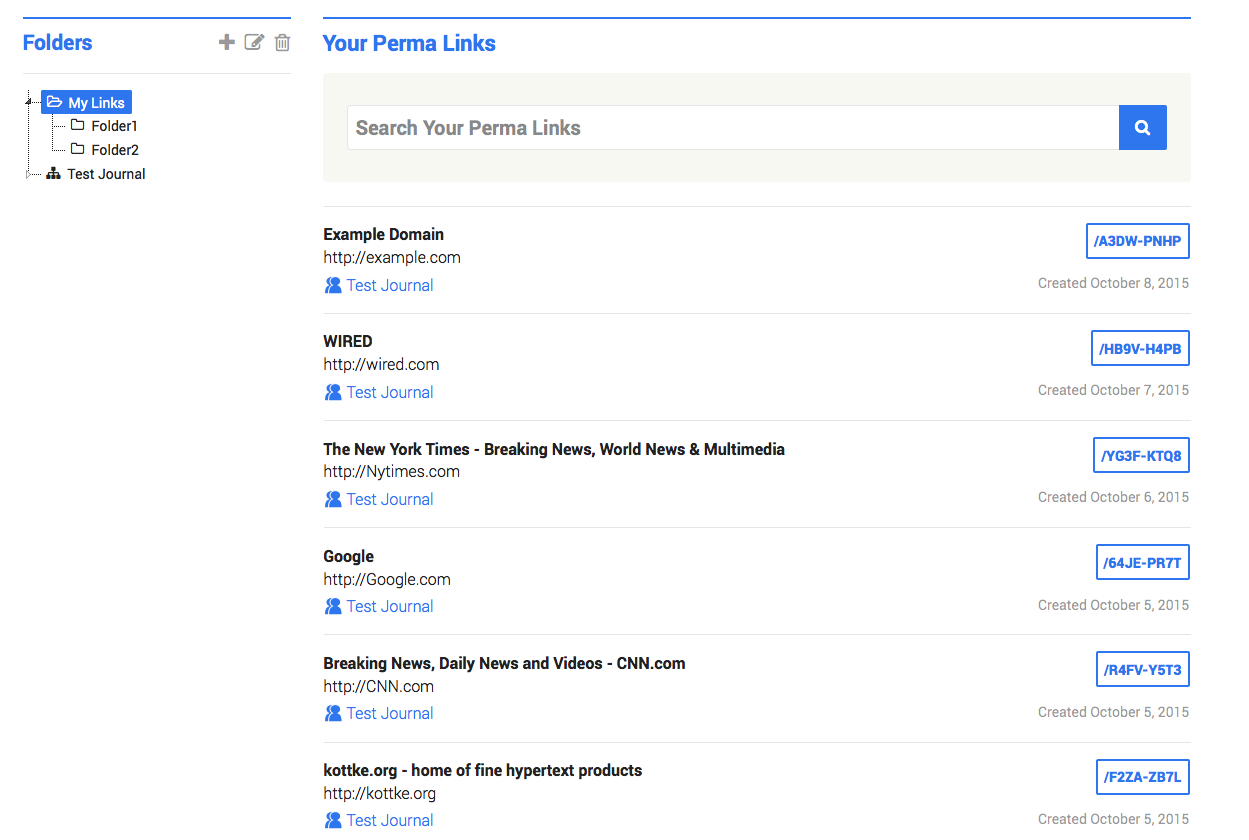 Folders
My Links
Folder1
Folder2
Test Journal
Your Perma Links
Search Your Perma Links
Example Domain
/A3DW-PNHP
http://example.com
Test Journal
Created October 8, 2015
WIRED
/HB9V-H4PB
http://wired.com
Test Journal
Created October 7, 2015
The New York Times - Breaking News, World News & Multimedia
/YG3F-KTQ8
http://Nytimes.com
Test Journal
Created October 6, 2015
Google
/64JE-PR7T
http://Google.com
Test Journal
Created October 5, 2015
Breaking News, Daily News and Videos - CNN.com
/R4FV-Y5T3
http://CNN.com
Test Journal
Created October 5, 2015
kottke.org - home of fine hypertext products
/F2ZA-ZB7L
http://kottke.org
Test Journal
Created October 5, 2015